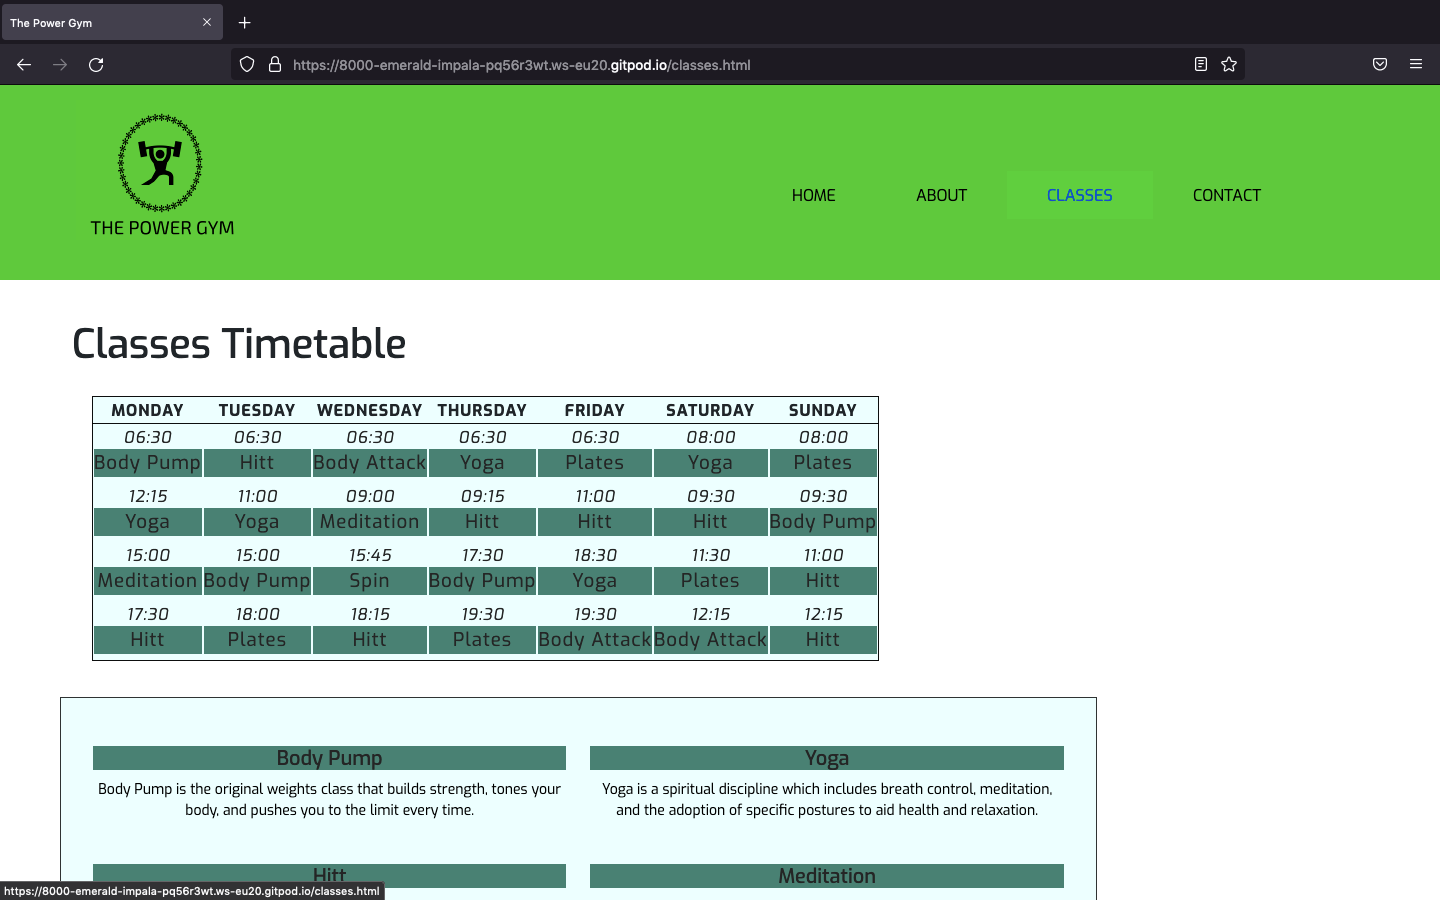 The Power Gym
https://8000-emerald-impala-pq56r3wt.ws-eu20.gitpod.io/classes.html
THE POWER GYM
HOME ABOUT CLASSES CONTACT
Classes Timetable
MONDAY TUESDAY WEDNESDAY THURSDAY FRIDAY SATURDAY SUNDAY
06:30 06:30 06:30 06:30 06:30 08:00 08:00
Body Pump Hitt Body Attack Yoga Plates Yoga Plates
12:15 11:00 09:00 09:15 11:00 09:30 09:30
Yoga Yoga Meditation Hitt Hitt Hitt Body Pump
15:00 15:00 15:45 17:30 18:30 11:30 11:00
Meditation Body Pump Spin Body Pump Yoga Plates Hitt
17:30 18:00 18:15 19:30 19:30 12:15 12:15
Hitt Plates Hitt Plates Body Attack Body Attack Hitt
Body Pump
Body Pump is the original weights class that builds strength, tones your
body, and pushes you to the limit every time.
Yoga
Yoga is a spiritual discipline which includes breath control, meditation,
and the adoption of specific postures to aid health and relaxation.
Hitt
Meditation
https://8000-emerald-impala-pq56r3wt.ws-eu20.gitpod.io/classes.html